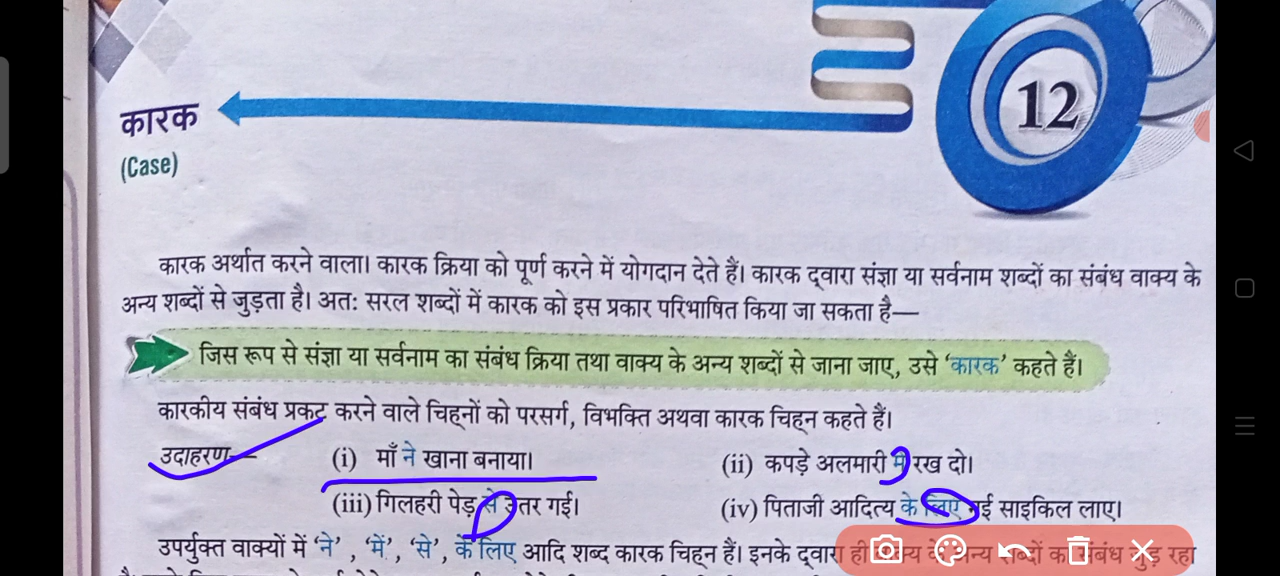 12
कारक
(Case)
कारक अर्थात करने वाला। कारक क्रिया को पूर्ण करने में योगदान देते हैं। कारक द्वारा संज्ञा या सर्वनाम शब्दों का संबंध वाक्य के
अन्य शब्दों से जुड़ता है। अत: सरल शब्दों में कारक को इस प्रकार परिभाषित किया जा सकता है—
जिस रूप से संज्ञा या सर्वनाम का संबंध क्रिया तथा वाक्य के अन्य शब्दों से जाना जाए, उसे ‘कारक’ कहते हैं।
कारकीय संबंध प्रकट करने वाले चिह्नों को परसर्ग, विभक्ति अथवा कारक चिह्न कहते हैं।
उदाहरण— (i) माँ ने खाना बनाया। (ii) कपड़े अलमारी में रख दो।
(iii) गिलहरी पेड़ से उतर गई। (iv) पिताजी आदित्य के लिए नई साइकिल लाए।
उपर्युक्त वाक्यों में ‘ने’ , ‘में’, ‘से’, के लिए आदि शब्द कारक चिह्न हैं। इनके द्वारा ही वाक्य के अन्य शब्दों का संबंध जुड़ रहा